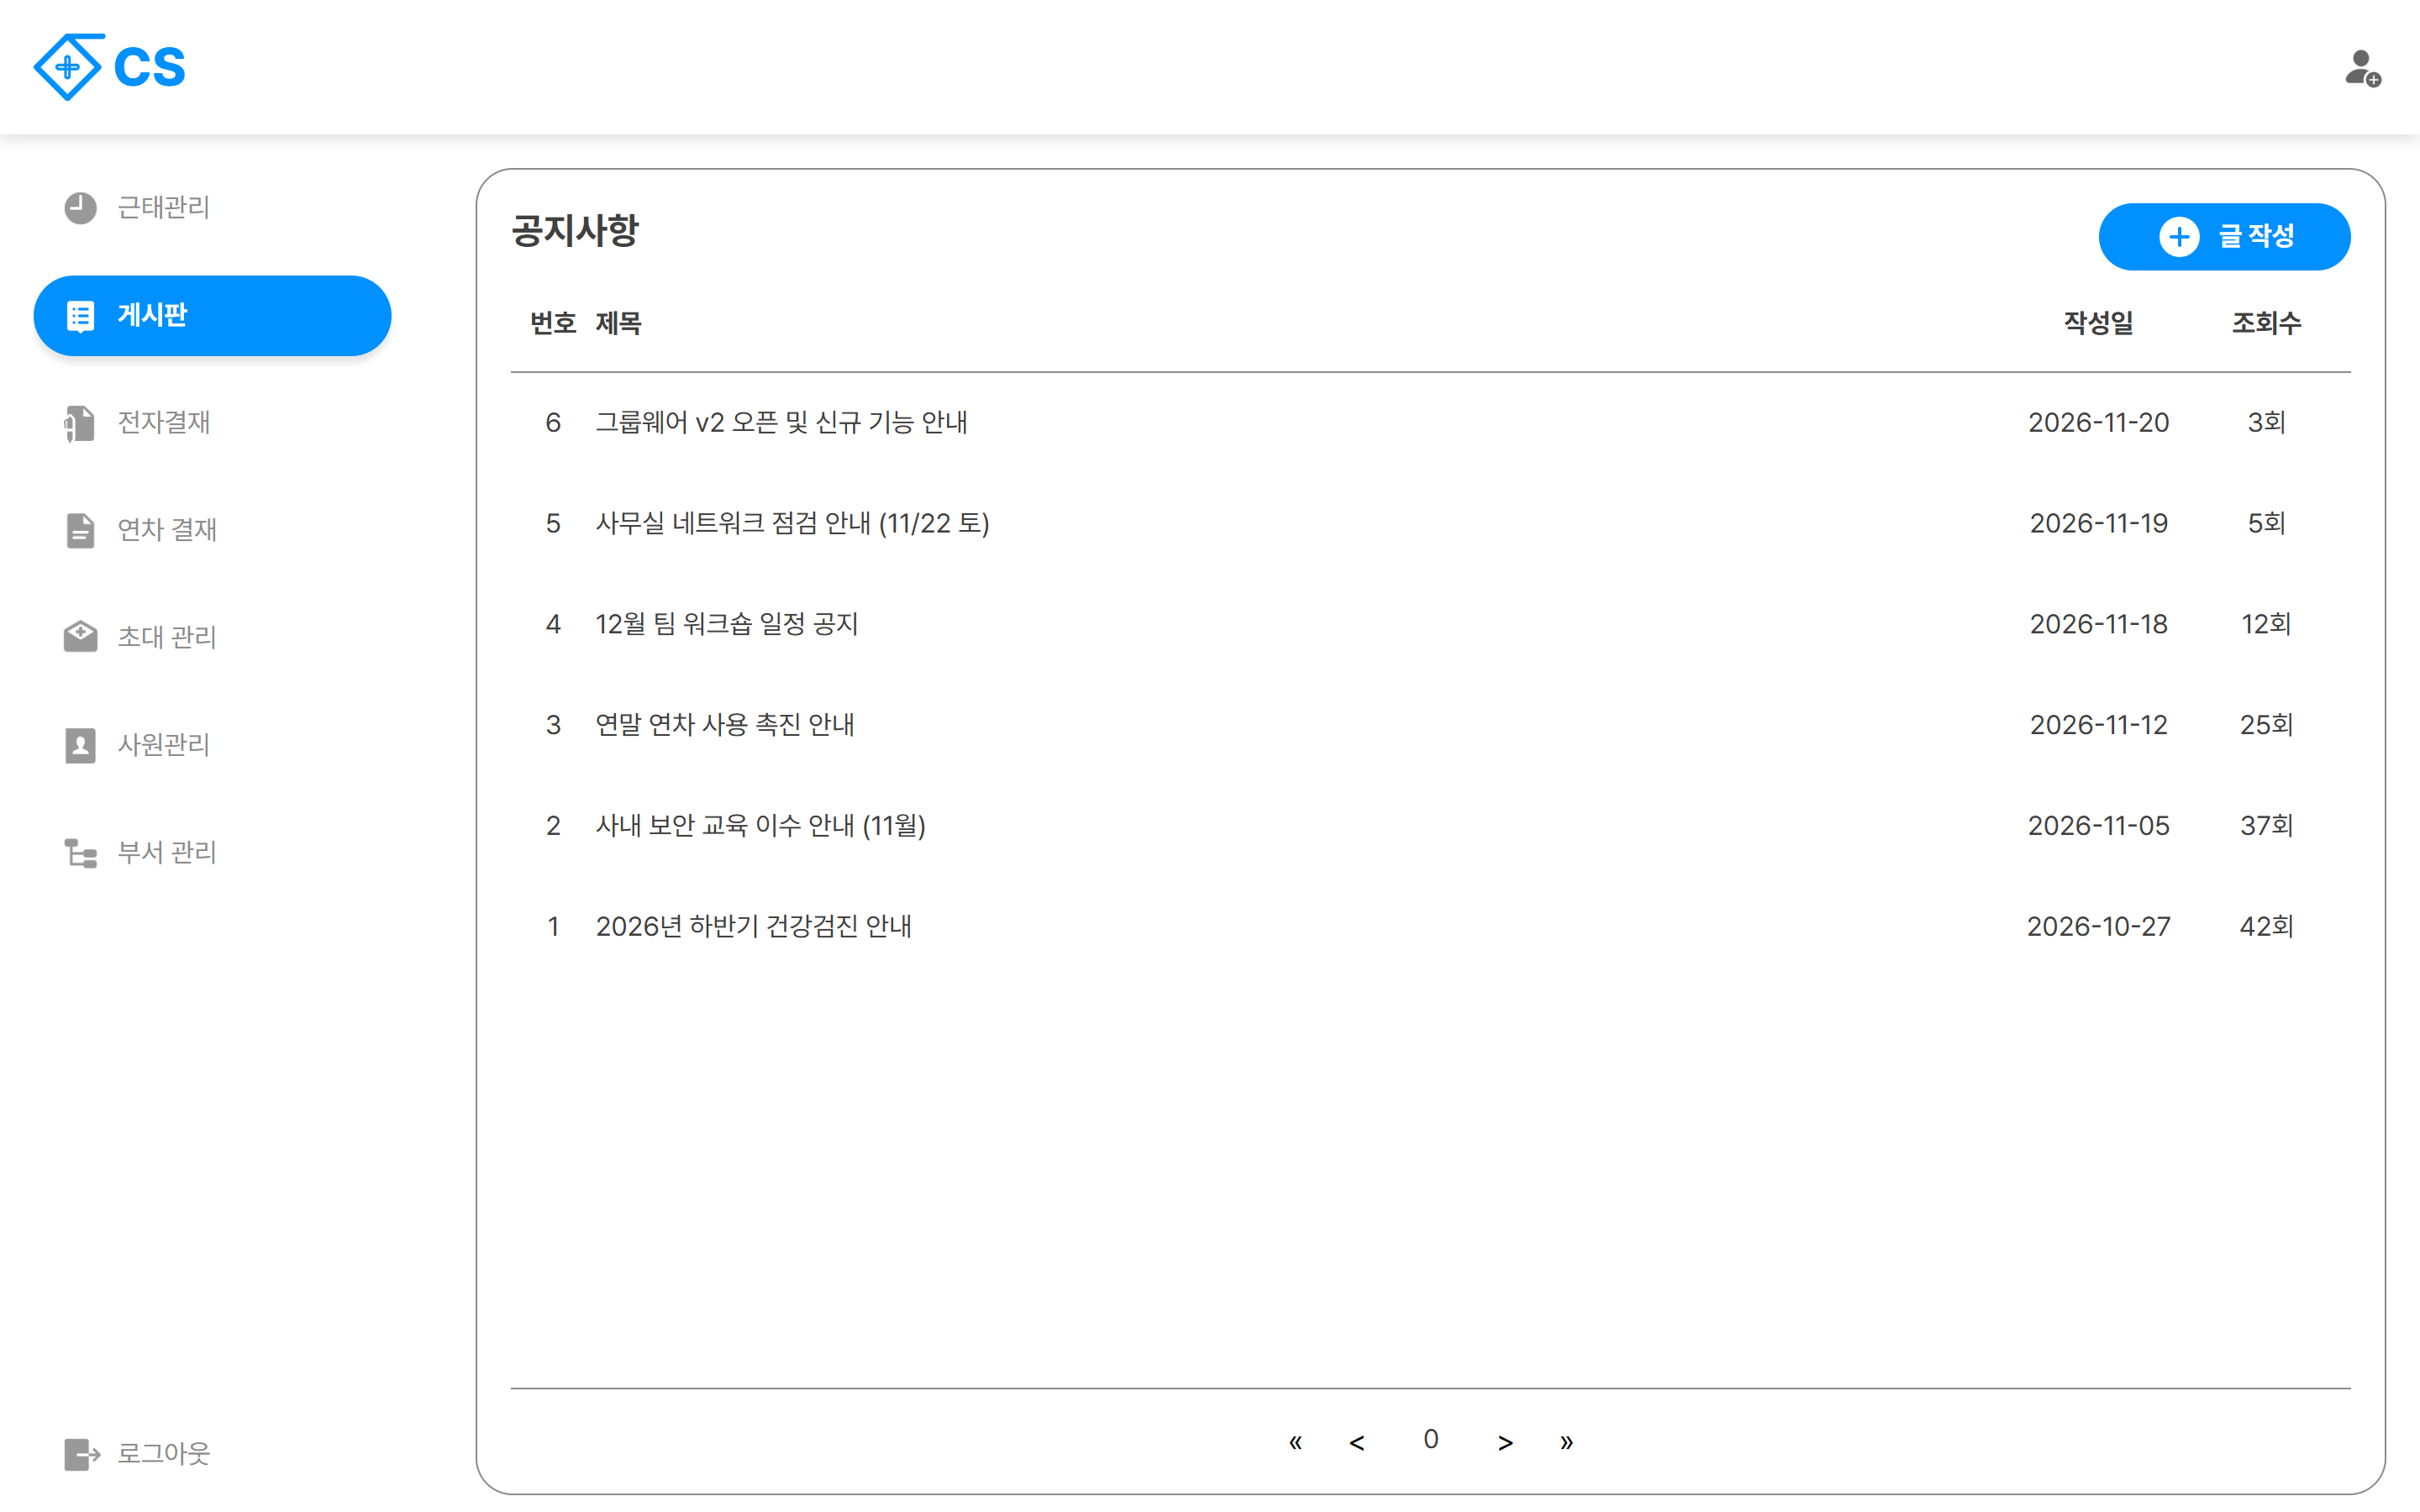 CS
근태관리
게시판
전자결재
연차 결재
초대 관리
사원관리
부서 관리
로그아웃
공지사항
글 작성
번호 제목 작성일 조회수
6 그룹웨어 v2 오픈 및 신규 기능 안내 2026-11-20 3회
5 사무실 네트워크 점검 안내 (11/22 토) 2026-11-19 5회
4 12월 팀 워크숍 일정 공지 2026-11-18 12회
3 연말 연차 사용 촉진 안내 2026-11-12 25회
2 사내 보안 교육 이수 안내 (11월) 2026-11-05 37회
1 2026년 하반기 건강검진 안내 2026-10-27 42회
« < 0 > »